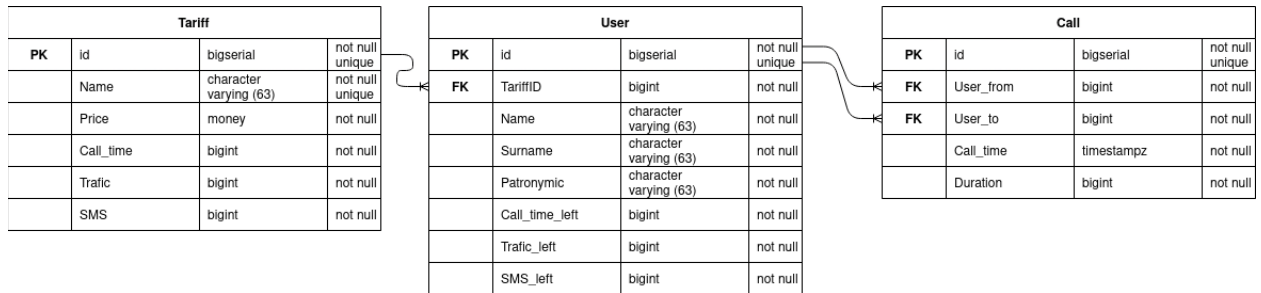 Tariff
PK id bigserial not null
unique
Name character
varying (63) not null
unique
Price money not null
Call_time bigint not null
Trafic bigint not null
SMS bigint not null
User
PK id bigserial not null
unique
FK TariffID bigint not null
Name character
varying (63) not null
Surname character
varying (63) not null
Patronymic character
varying (63) not null
Call_time_left bigint not null
Trafic_left bigint not null
SMS_left bigint not null
Call
PK id bigserial not null
unique
FK User_from bigint not null
FK User_to bigint not null
Call_time timestampz not null
Duration bigint not null